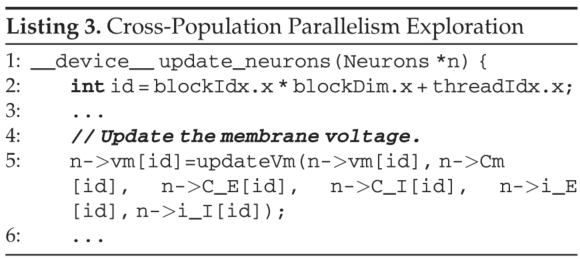 Listing 3. Cross-Population Parallelism Exploration
1: __device__ update_neurons(Neurons *n) {
2: int id = blockIdx.x * blockDim.x + threadIdx.x;
3: ...
4: // Update the membrane voltage.
5: n->vm[id]=updateVm(n->vm[id], n->Cm
[id], n->C_E[id], n->C_I[id], n->i_E
[id], n->i_I[id]);
6: ...